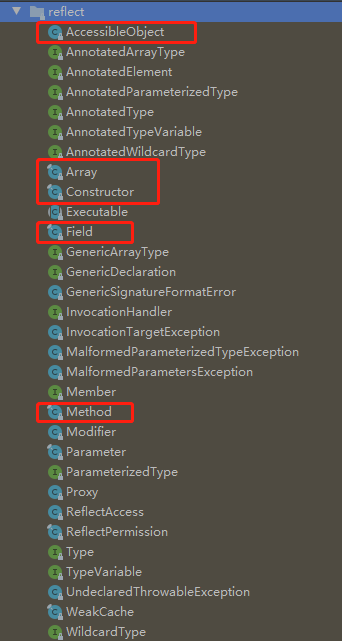 reflect
AccessibleObject
AnnotatedArrayType
AnnotatedElement
AnnotatedParameterizedType
AnnotatedType
AnnotatedTypeVariable
AnnotatedWildcardType
Array
Constructor
Executable
Field
GenericArrayType
GenericDeclaration
GenericSignatureFormatError
InvocationHandler
InvocationTargetException
MalformedParameterizedTypeException
MalformedParametersException
Member
Method
Modifier
Parameter
ParameterizedType
Proxy
ReflectAccess
ReflectPermission
Type
TypeVariable
UndeclaredThrowableException
WeakCache
WildcardType